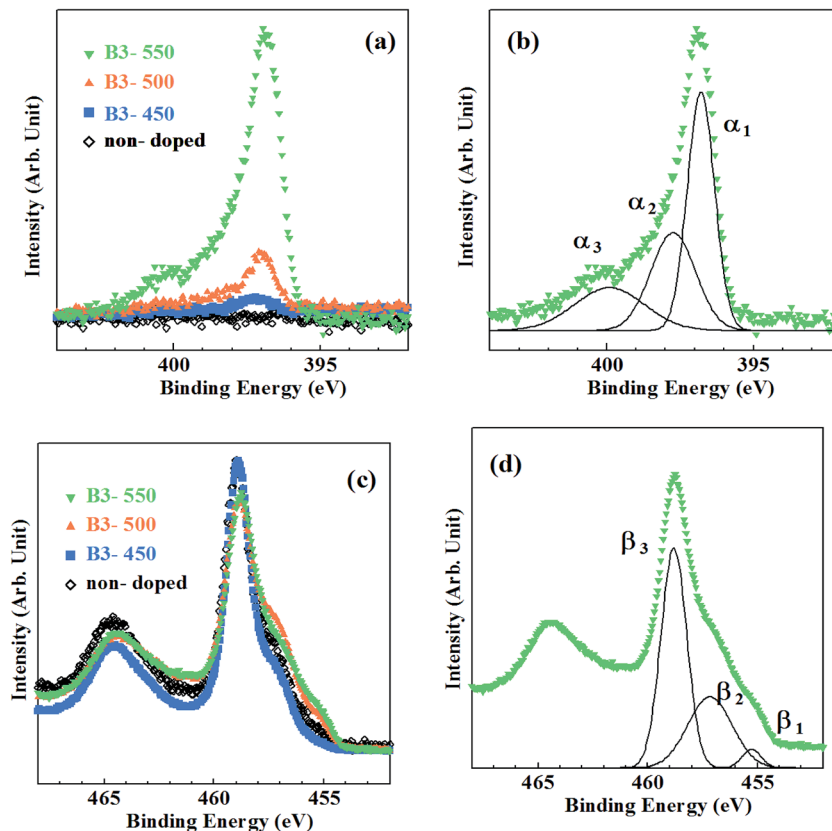 (a)
B3- 550
B3- 500
B3- 450
non- doped
Intensity (Arb. Unit)
400
395
Binding Energy (eV)
(b)
α1
α2
α3
Intensity (Arb. Unit)
400
395
Binding Energy (eV)
(c)
B3- 550
B3- 500
B3- 450
non- doped
Intensity (Arb. Unit)
465
460
455
Binding Energy (eV)
(d)
β3
β2
β1
Intensity (Arb. Unit)
465
460
455
Binding Energy (eV)